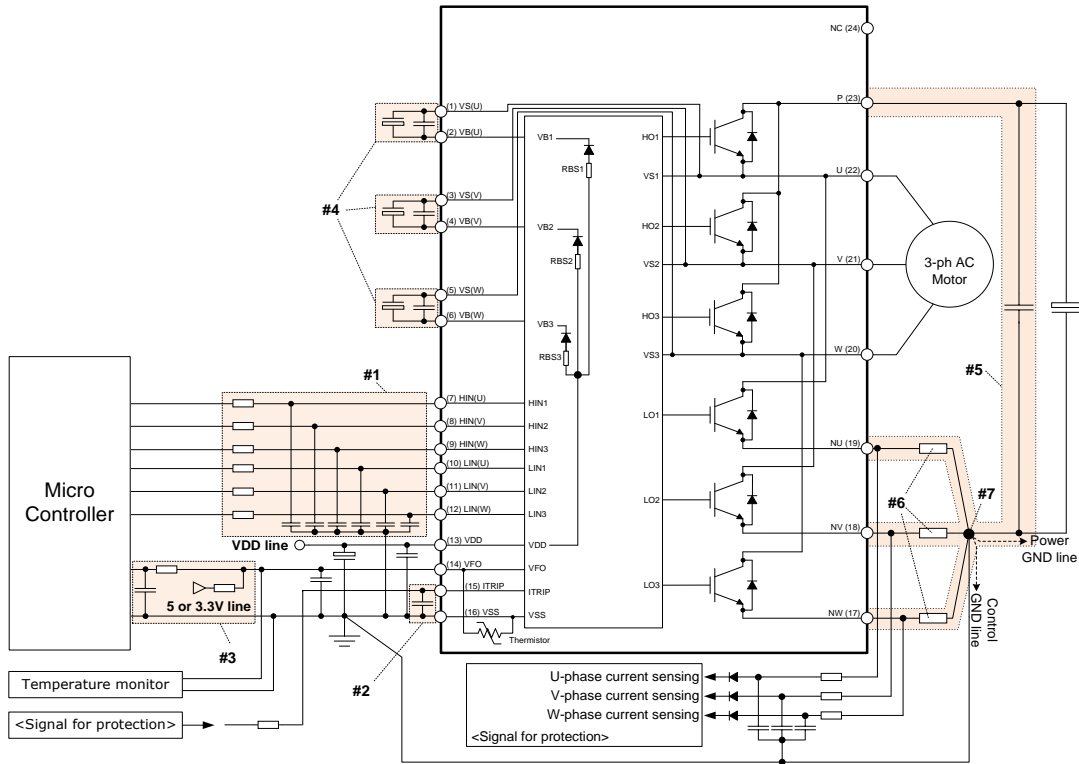 NC (24)
P (23)
(1) VS(U)
(2) VB(U)
VB1
HO1
RBS1
VS1
U (22)
#4
(3) VS(V)
(4) VB(V)
VB2
HO2
RBS2
VS2
V (21)
3-ph AC
Motor
(5) VS(W)
(6) VB(W)
VB3
HO3
RBS3
VS3
W (20)
#1
#5
(7) HIN(U)
HIN1
(8) HIN(V)
HIN2
(9) HIN(W)
HIN3
(10) LIN(U)
LIN1
(11) LIN(V)
LIN2
(12) LIN(W)
LIN3
LO1
NU (19)
Micro
Controller
#6
#7
LO2
NV (18)
VDD line
(13) VDD
VDD
Power
GND line
(14) VFO
VFO
(15) ITRIP
ITRIP
5 or 3.3V line
(16) VSS
VSS
LO3
NW (17)
Control
GND line
Thermistor
#3
#2
Temperature monitor
<Signal for protection>
U-phase current sensing
V-phase current sensing
W-phase current sensing
<Signal for protection>